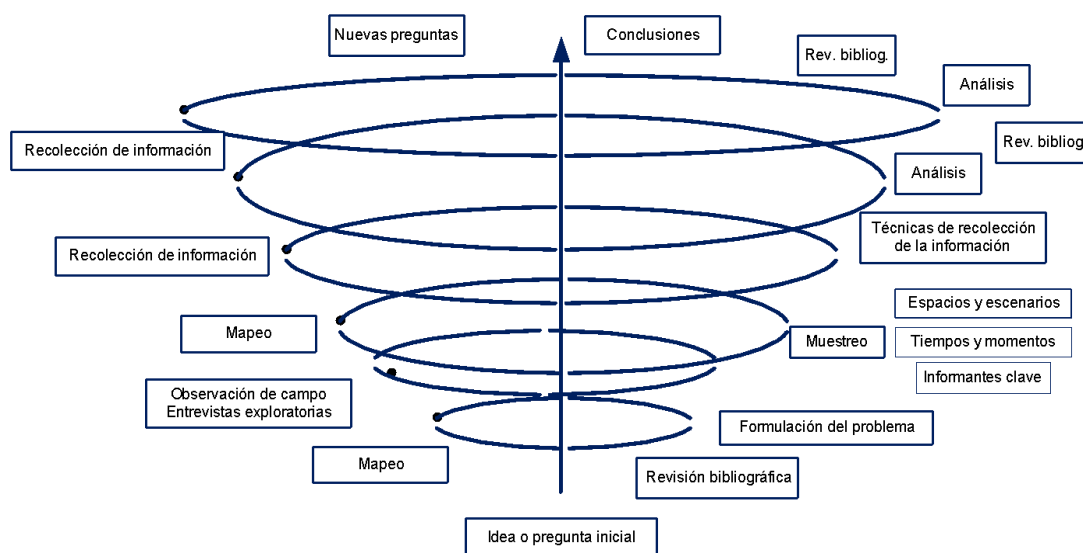 Nuevas preguntas
Conclusiones
Rev. bibliog.
Análisis
Recolección de información
Rev. bibliog
Análisis
Recolección de información
Técnicas de recolección
de la información
Mapeo
Espacios y escenarios
Muestreo
Tiempos y momentos
Informantes clave
Observación de campo
Entrevistas exploratorias
Formulación del problema
Mapeo
Revisión bibliográfica
Idea o pregunta inicial